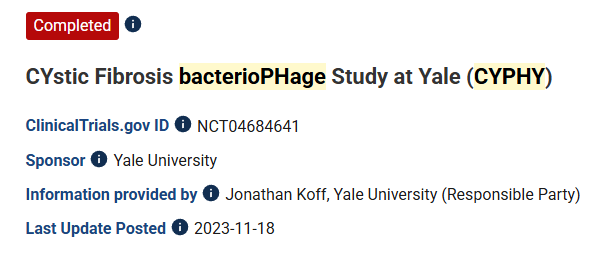 Completed
CYstic Fibrosis bacterioPHage Study at Yale (CYPHY)
ClinicalTrials.gov ID NCT04684641
Sponsor Yale University
Information provided by Jonathan Koff, Yale University (Responsible Party)
Last Update Posted 2023-11-18